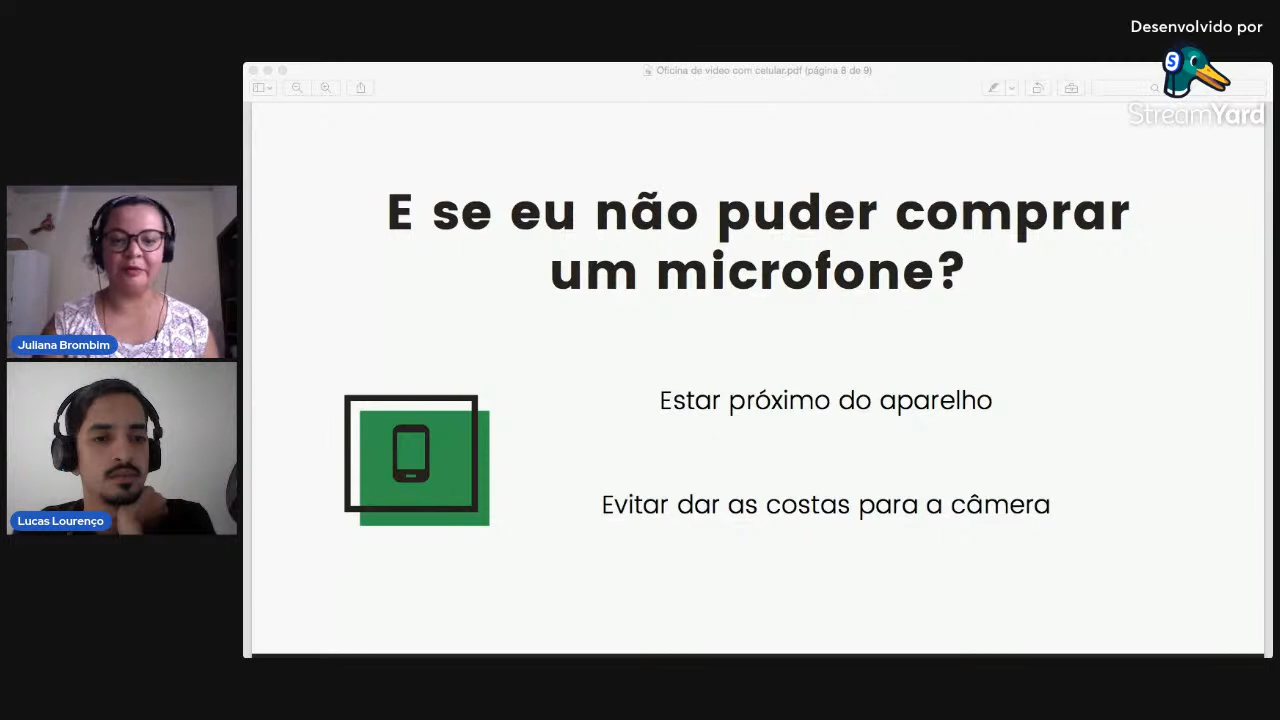 Desenvolvido por
StreamYard
Oficina de video com celular.pdf (página 8 de 9)
E se eu não puder comprar
um microfone?
Estar próximo do aparelho
Evitar dar as costas para a câmera
Juliana Brombim
Lucas Lourenço